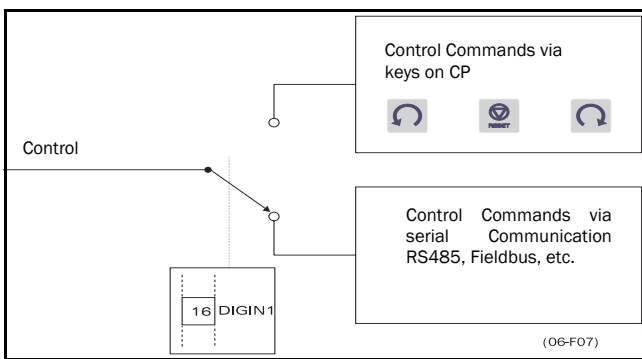 Control Commands via
keys on CP
RESET
Control
Control Commands via
serial Communication
RS485, Fieldbus, etc.
16 DIGIN1
(06-F07)